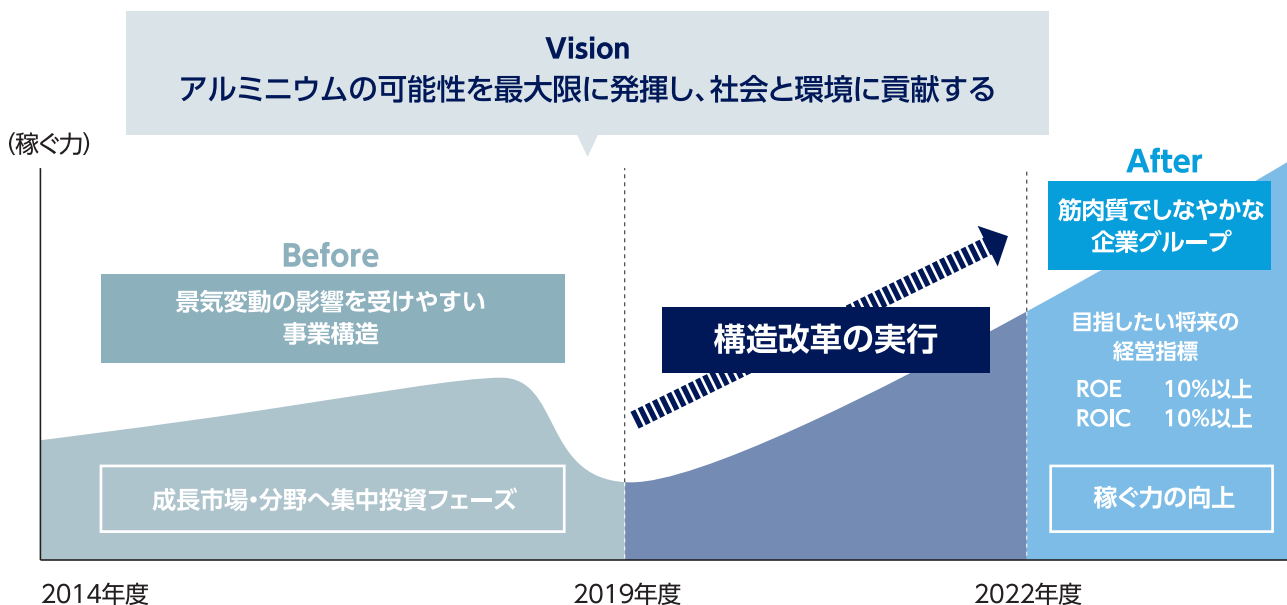 Vision
アルミニウムの可能性を最大限に発揮し、社会と環境に貢献する
(稼ぐ力)
Before
景気変動の影響を受けやすい
事業構造
成長市場・分野へ集中投資フェーズ
構造改革の実行
After
筋肉質でしなやかな
企業グループ
目指したい将来の
経営指標
ROE 10%以上
ROIC 10%以上
稼ぐ力の向上
2014年度
2019年度
2022年度